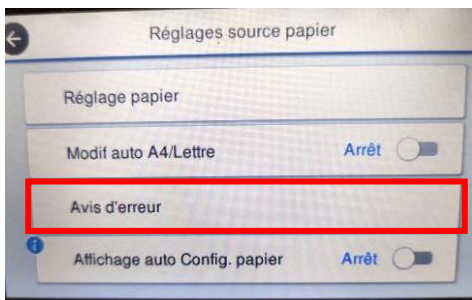 Réglages source papier
Réglage papier
Modif auto A4/Lettre Arrêt
Avis d'erreur
Affichage auto Config. papier Arrêt